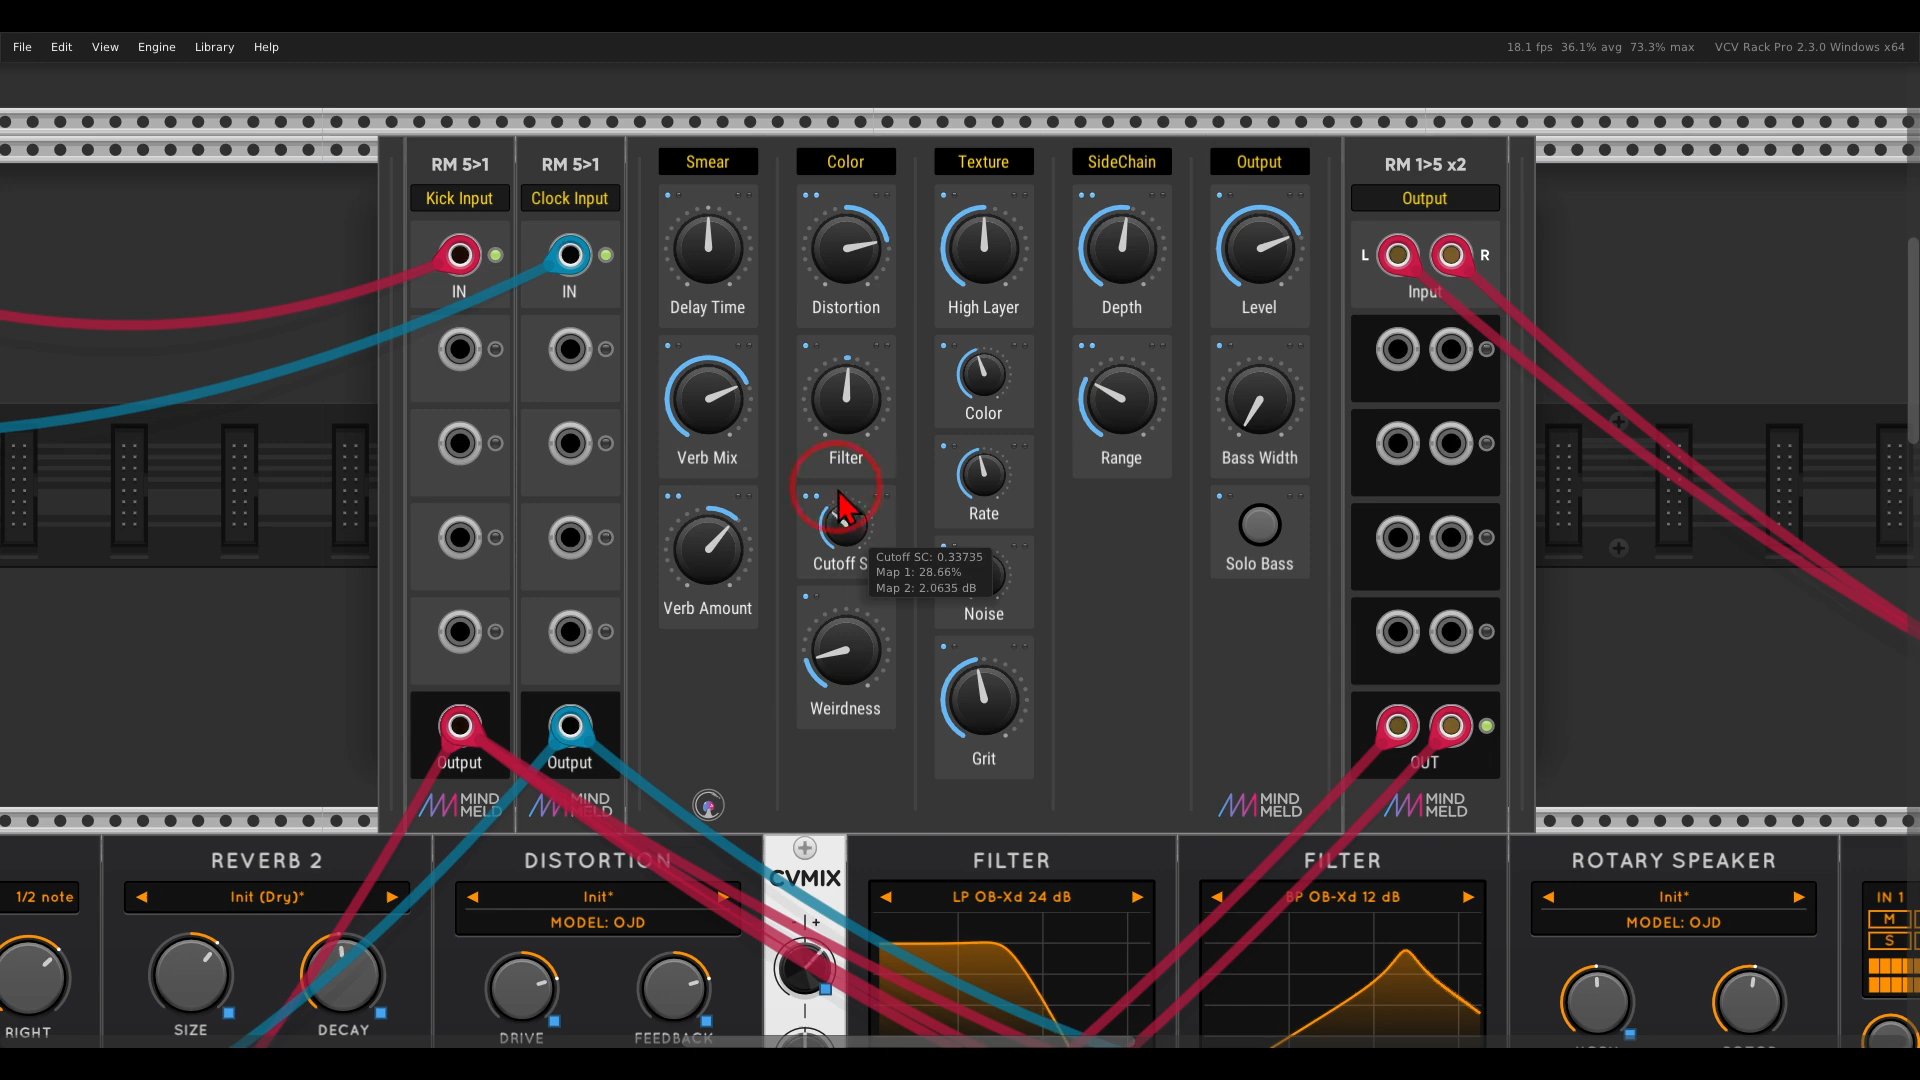 File Edit View Engine Library Help
18.1 fps 36.1% avg 73.3% max VCV Rack Pro 2.3.0 Windows x64
RM 5>1
Kick Input
IN
Output
MIND
MELD
RM 5>1
Clock Input
IN
Output
MIND
MELD
Smear
Delay Time
Verb Mix
Verb Amount
Color
Distortion
Filter
Cutoff S
Cutoff SC: 0.33735
Map 1: 28.66%
Map 2: 2.0635 dB
Weirdness
Texture
High Layer
Color
Rate
Noise
Grit
SideChain
Depth
Range
Output
Level
Bass Width
Solo Bass
MIND
MELD
RM 1>5 x2
Output
L R
Input
OUT
MIND
MELD
1/2 note
RIGHT
REVERB 2
Init (Dry)*
SIZE
DECAY
DISTORTION
Init*
MODEL: OJD
DRIVE
FEEDBACK
CVMIX
- | +
FILTER
LP OB-Xd 24 dB
FILTER
BP OB-Xd 12 dB
ROTARY SPEAKER
Init*
MODEL: OJD
IN 1
M
S